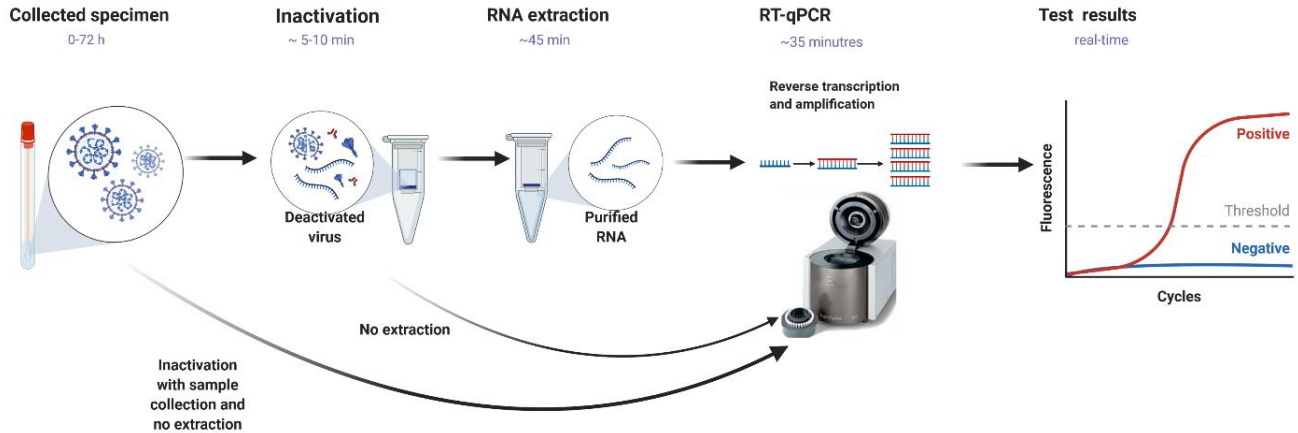 Collected specimen
0-72 h
Inactivation
~ 5-10 min
RNA extraction
~45 min
RT-qPCR
~35 minutres
Test results
real-time
Reverse transcription
and amplification
Deactivated
virus
Purified
RNA
Fluorescence
Positive
Threshold
Negative
Cycles
No extraction
Inactivation
with sample
collection and
no extraction